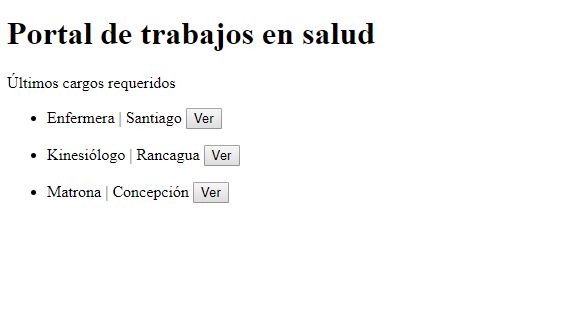 Portal de trabajos en salud
Últimos cargos requeridos
Enfermera | Santiago Ver
Kinesiólogo | Rancagua Ver
Matrona | Concepción Ver